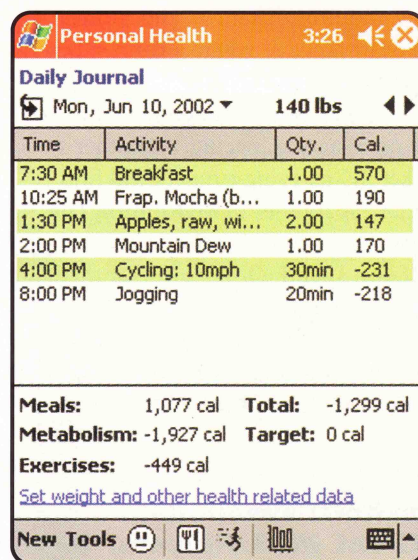 Personal Health 3:26
Daily Journal
Mon, Jun 10, 2002 140 lbs
Time Activity Qty. Cal.
7:30 AM Breakfast 1.00 570
10:25 AM Frap. Mocha (b... 1.00 190
1:30 PM Apples, raw, wi... 2.00 147
2:00 PM Mountain Dew 1.00 170
4:00 PM Cycling: 10mph 30min -231
8:00 PM Jogging 20min -218
Meals: 1,077 cal Total: -1,299 cal
Metabolism: -1,927 cal Target: 0 cal
Exercises: -449 cal
Set weight and other health related data
New Tools